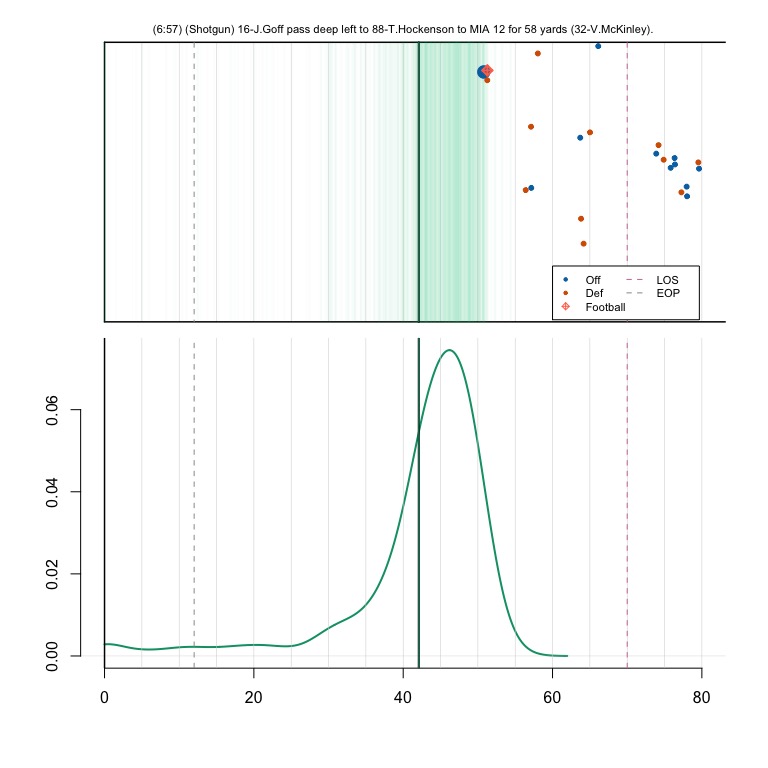 (6:57) (Shotgun) 16-J.Goff pass deep left to 88-T.Hockenson to MIA 12 for 58 yards (32-V.McKinley).
Off LOS
Def EOP
Football
0.06
0.04
0.02
0.00
0 20 40 60 80